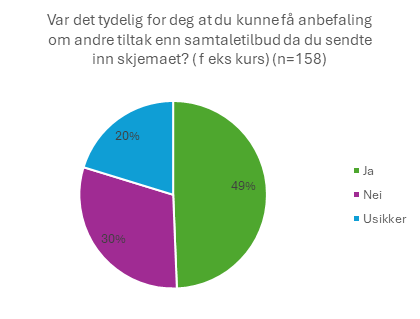 Var det tydelig for deg at du kunne få anbefaling
om andre tiltak enn samtaletilbud da du sendte
inn skjemaet? ( f eks kurs) (n=158)
20%
49%
30%
Ja
Nei
Usikker